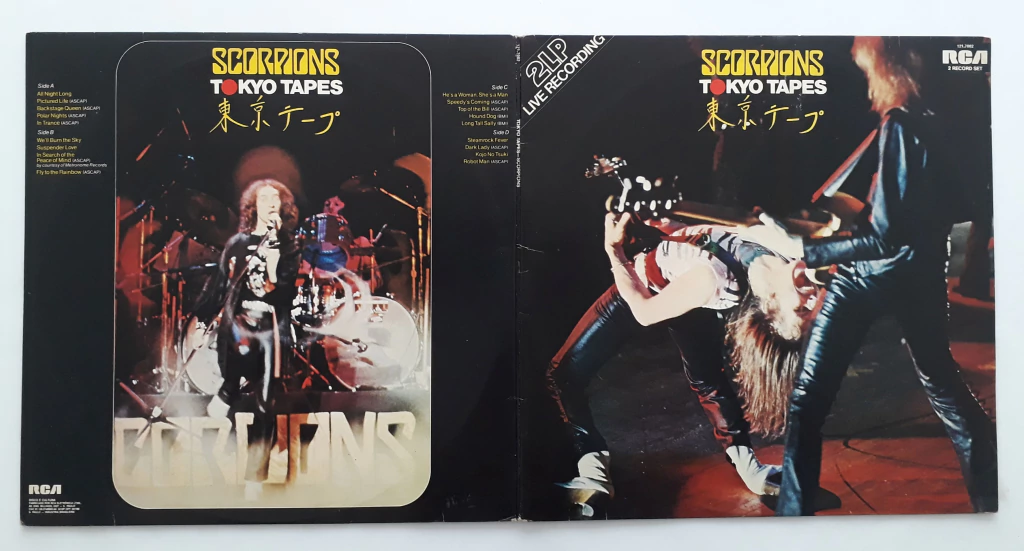 SCORPIONS
TOKYO TAPES
東京テープ
Side A
All Night Long
Pictured Life (ASCAP)
Backstage Queen (ASCAP)
Polar Nights (ASCAP)
In Trance (ASCAP)
Side B
We'll Burn the Sky
Suspender Love
In Search of the
Peace of Mind (ASCAP)
by courtesy of Metronome Records
Fly to the Rainbow (ASCAP)
Side C
He's a Woman, She's a Man
Speedy's Coming (ASCAP)
Top of the Bill (ASCAP)
Hound Dog (BMI)
Long Tall Sally (BMI)
Side D
Steamrock Fever
Dark Lady (ASCAP)
Kojo No Tsuki
Robot Man (ASCAP)
SCORPIONS
RCA
TOKYO TAPES - SCORPIONS
2LP
LIVE RECORDING
SCORPIONS
TOKYO TAPES
東京テープ
RCA
2 RECORD SET